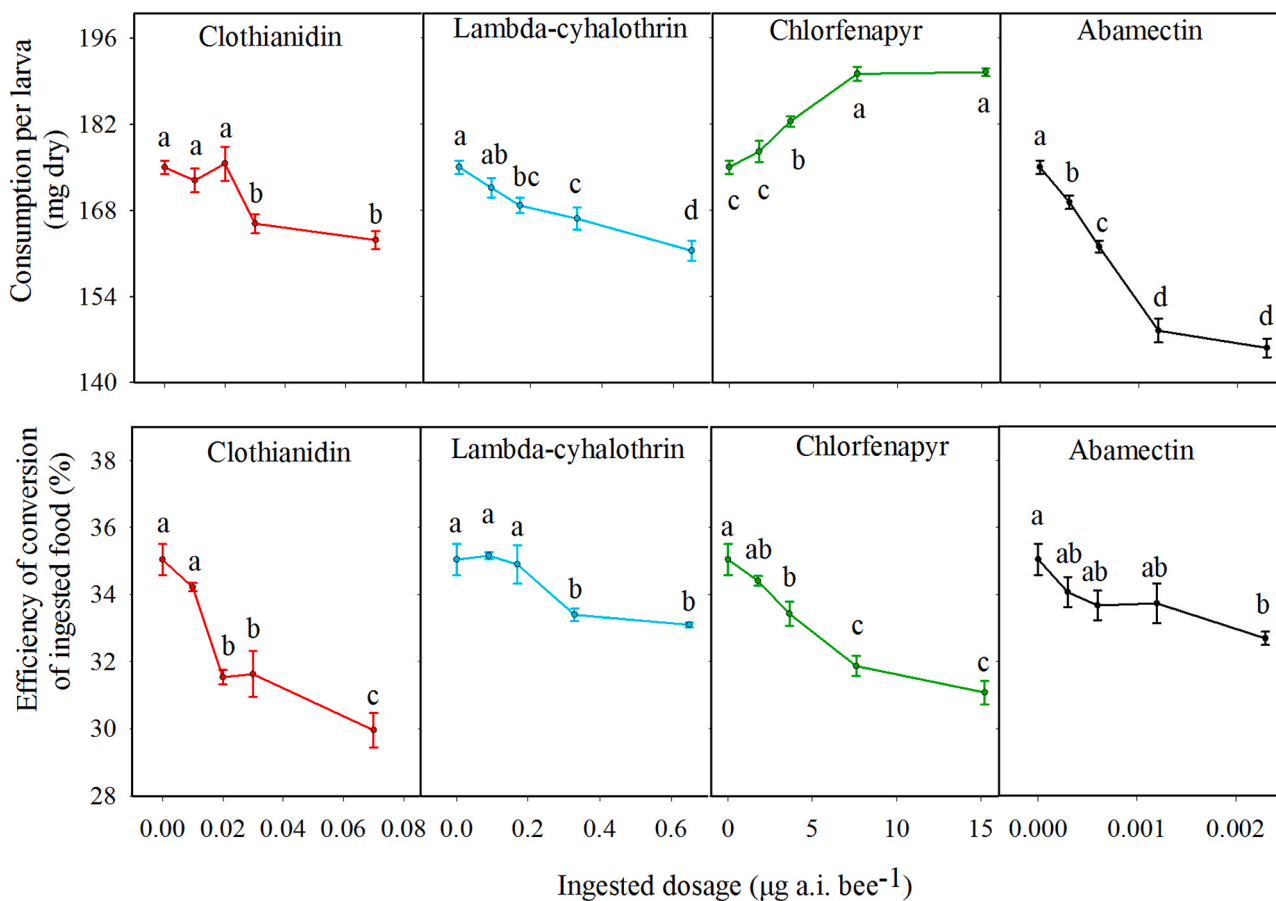 Clothianidin
Lambda-cyhalothrin
Chlorfenapyr
Abamectin
Consumption per larva
(mg dry)
196
182
168
154
140
a a a b b
a ab bc c d
c c b a a
a b c d d
Clothianidin
Lambda-cyhalothrin
Chlorfenapyr
Abamectin
Efficiency of conversion
of ingested food (%)
38
36
34
32
30
28
a a b b c
a a a b b
a ab b c c
a ab ab ab b
0.00 0.02 0.04 0.06 0.08
0.0 0.2 0.4 0.6
0 5 10 15
0.000 0.001 0.002
Ingested dosage (μg a.i. bee⁻¹)